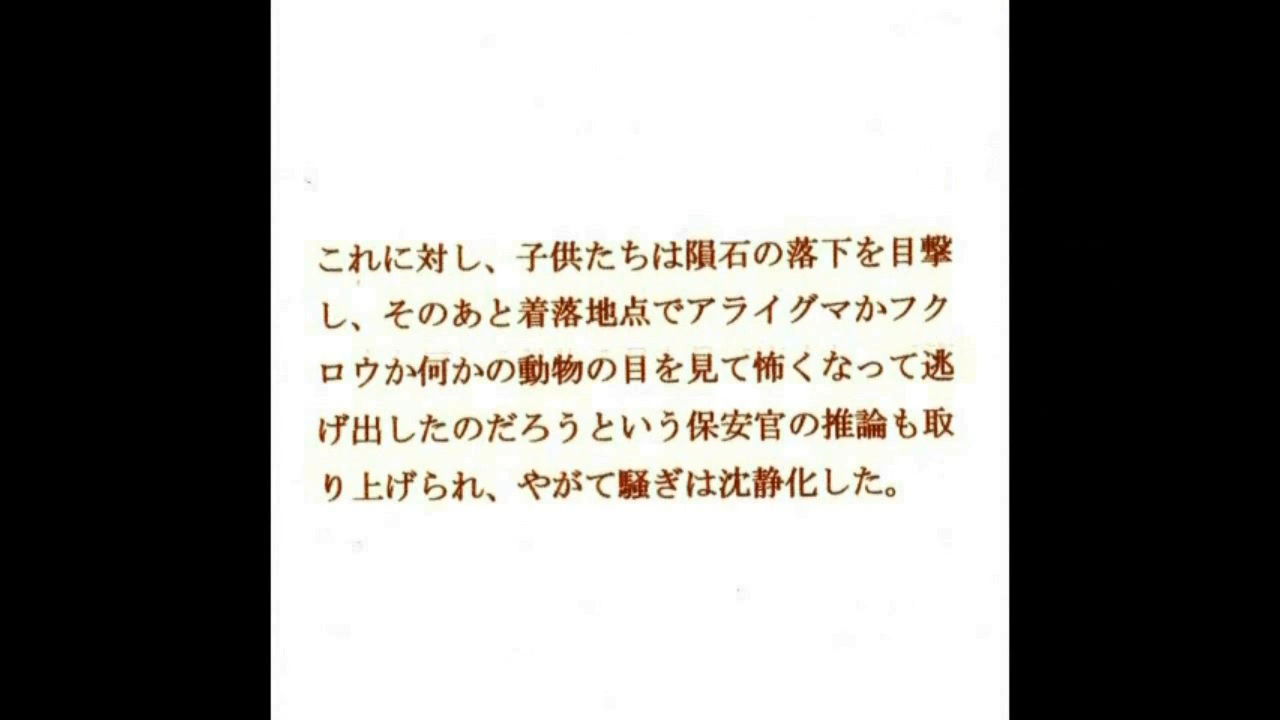 これに対し、子供たちは隕石の落下を目撃
し、そのあと着落地点でアライグマかフク
ロウか何かの動物の目を見て怖くなって逃
げ出したのだろうという保安官の推論も取
り上げられ、やがて騒ぎは沈静化した。